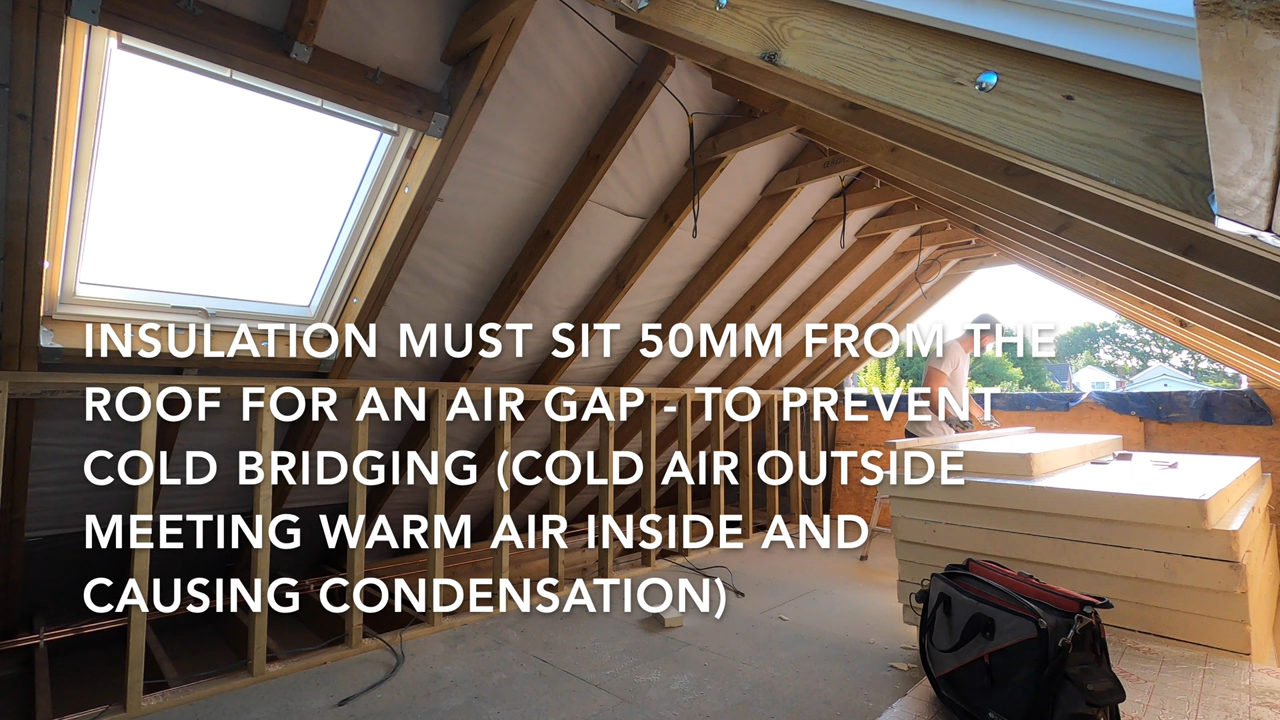 INSULATION MUST SIT 50MM FROM THE
ROOF FOR AN AIR GAP - TO PREVENT
COLD BRIDGING (COLD AIR OUTSIDE
MEETING WARM AIR INSIDE AND
CAUSING CONDENSATION)